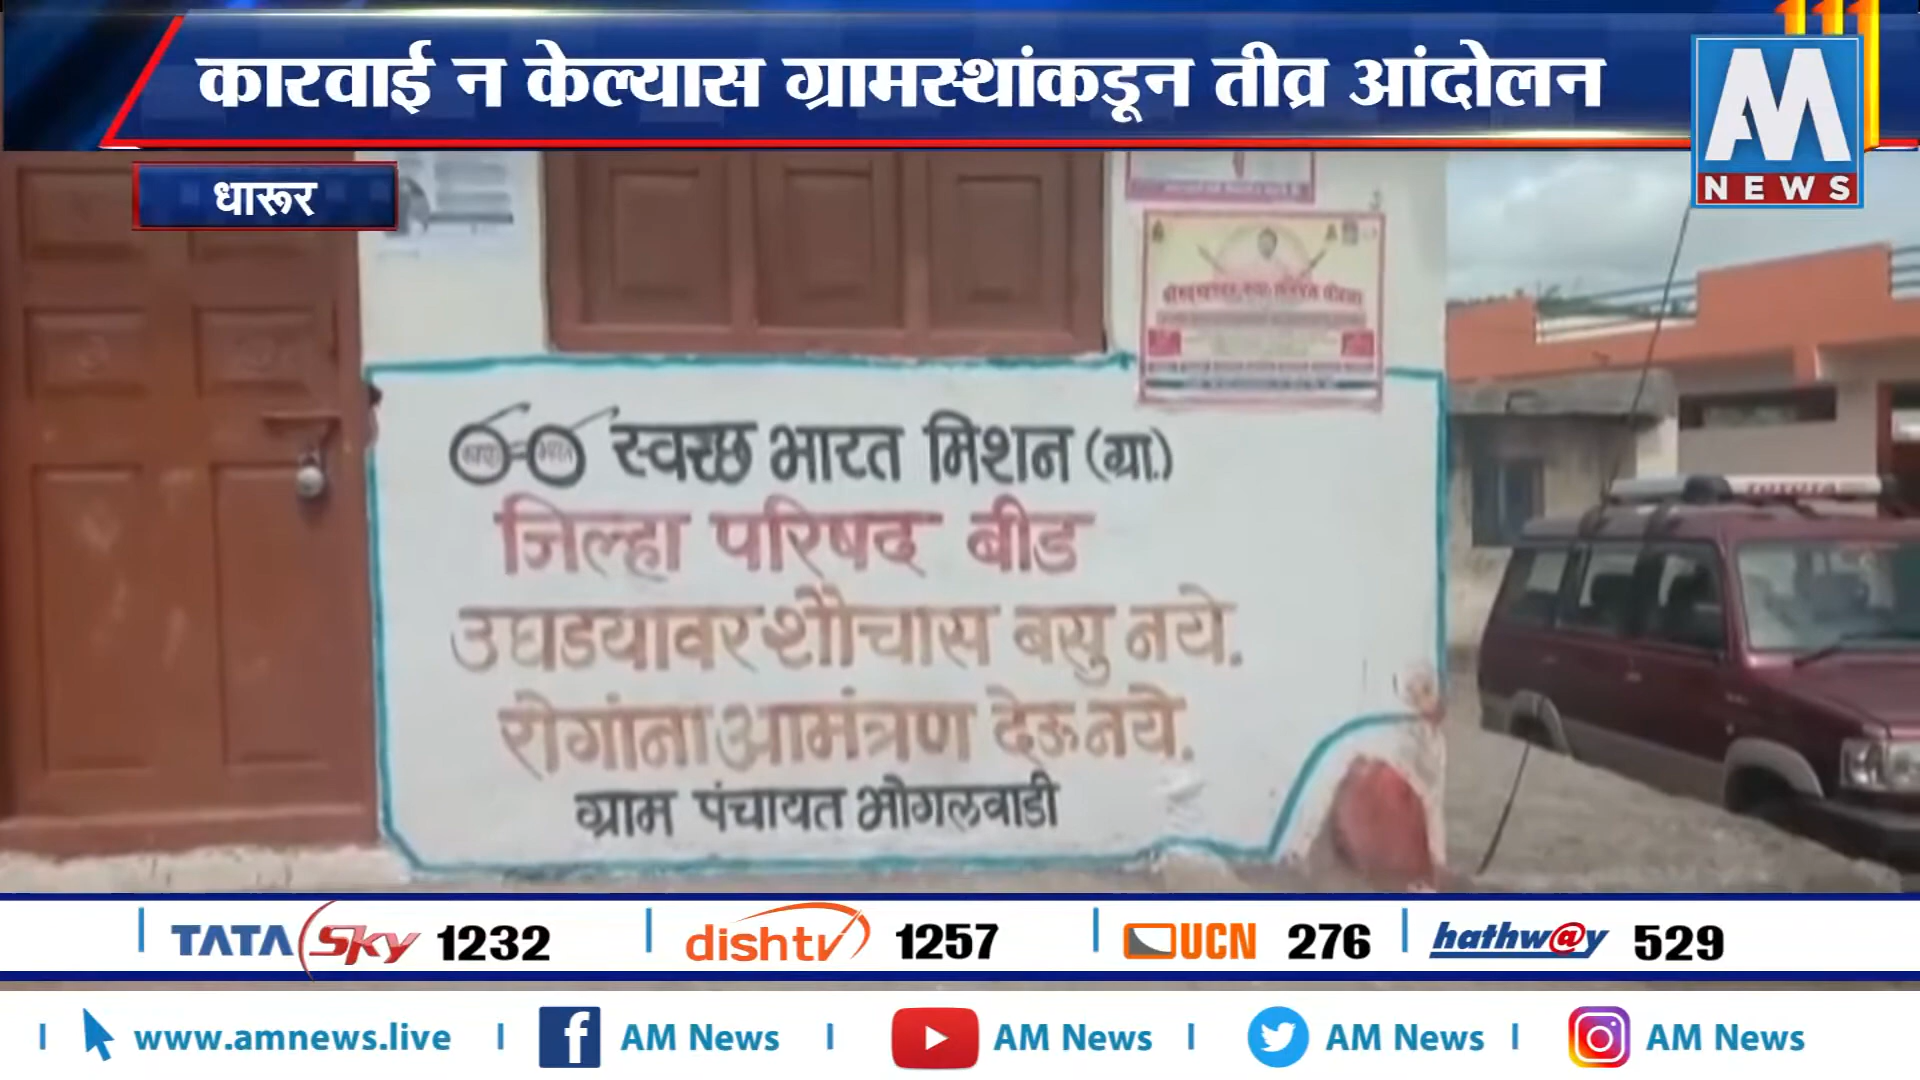 कारवाई न केल्यास ग्रामस्थांकडून तीव्र आंदोलन
AM
NEWS
धारूर
स्वच्छ भारत मिशन (ग्रा.)
जिल्हा परिषद बीड
उघडयावर शौचास बसु नये.
रोगांना आमंत्रण देऊ नये.
ग्राम पंचायत भोगलवाडी
TATA Sky 1232 dishtv 1257 UCN 276 hathw@y 529
www.amnews.live AM News AM News AM News AM News